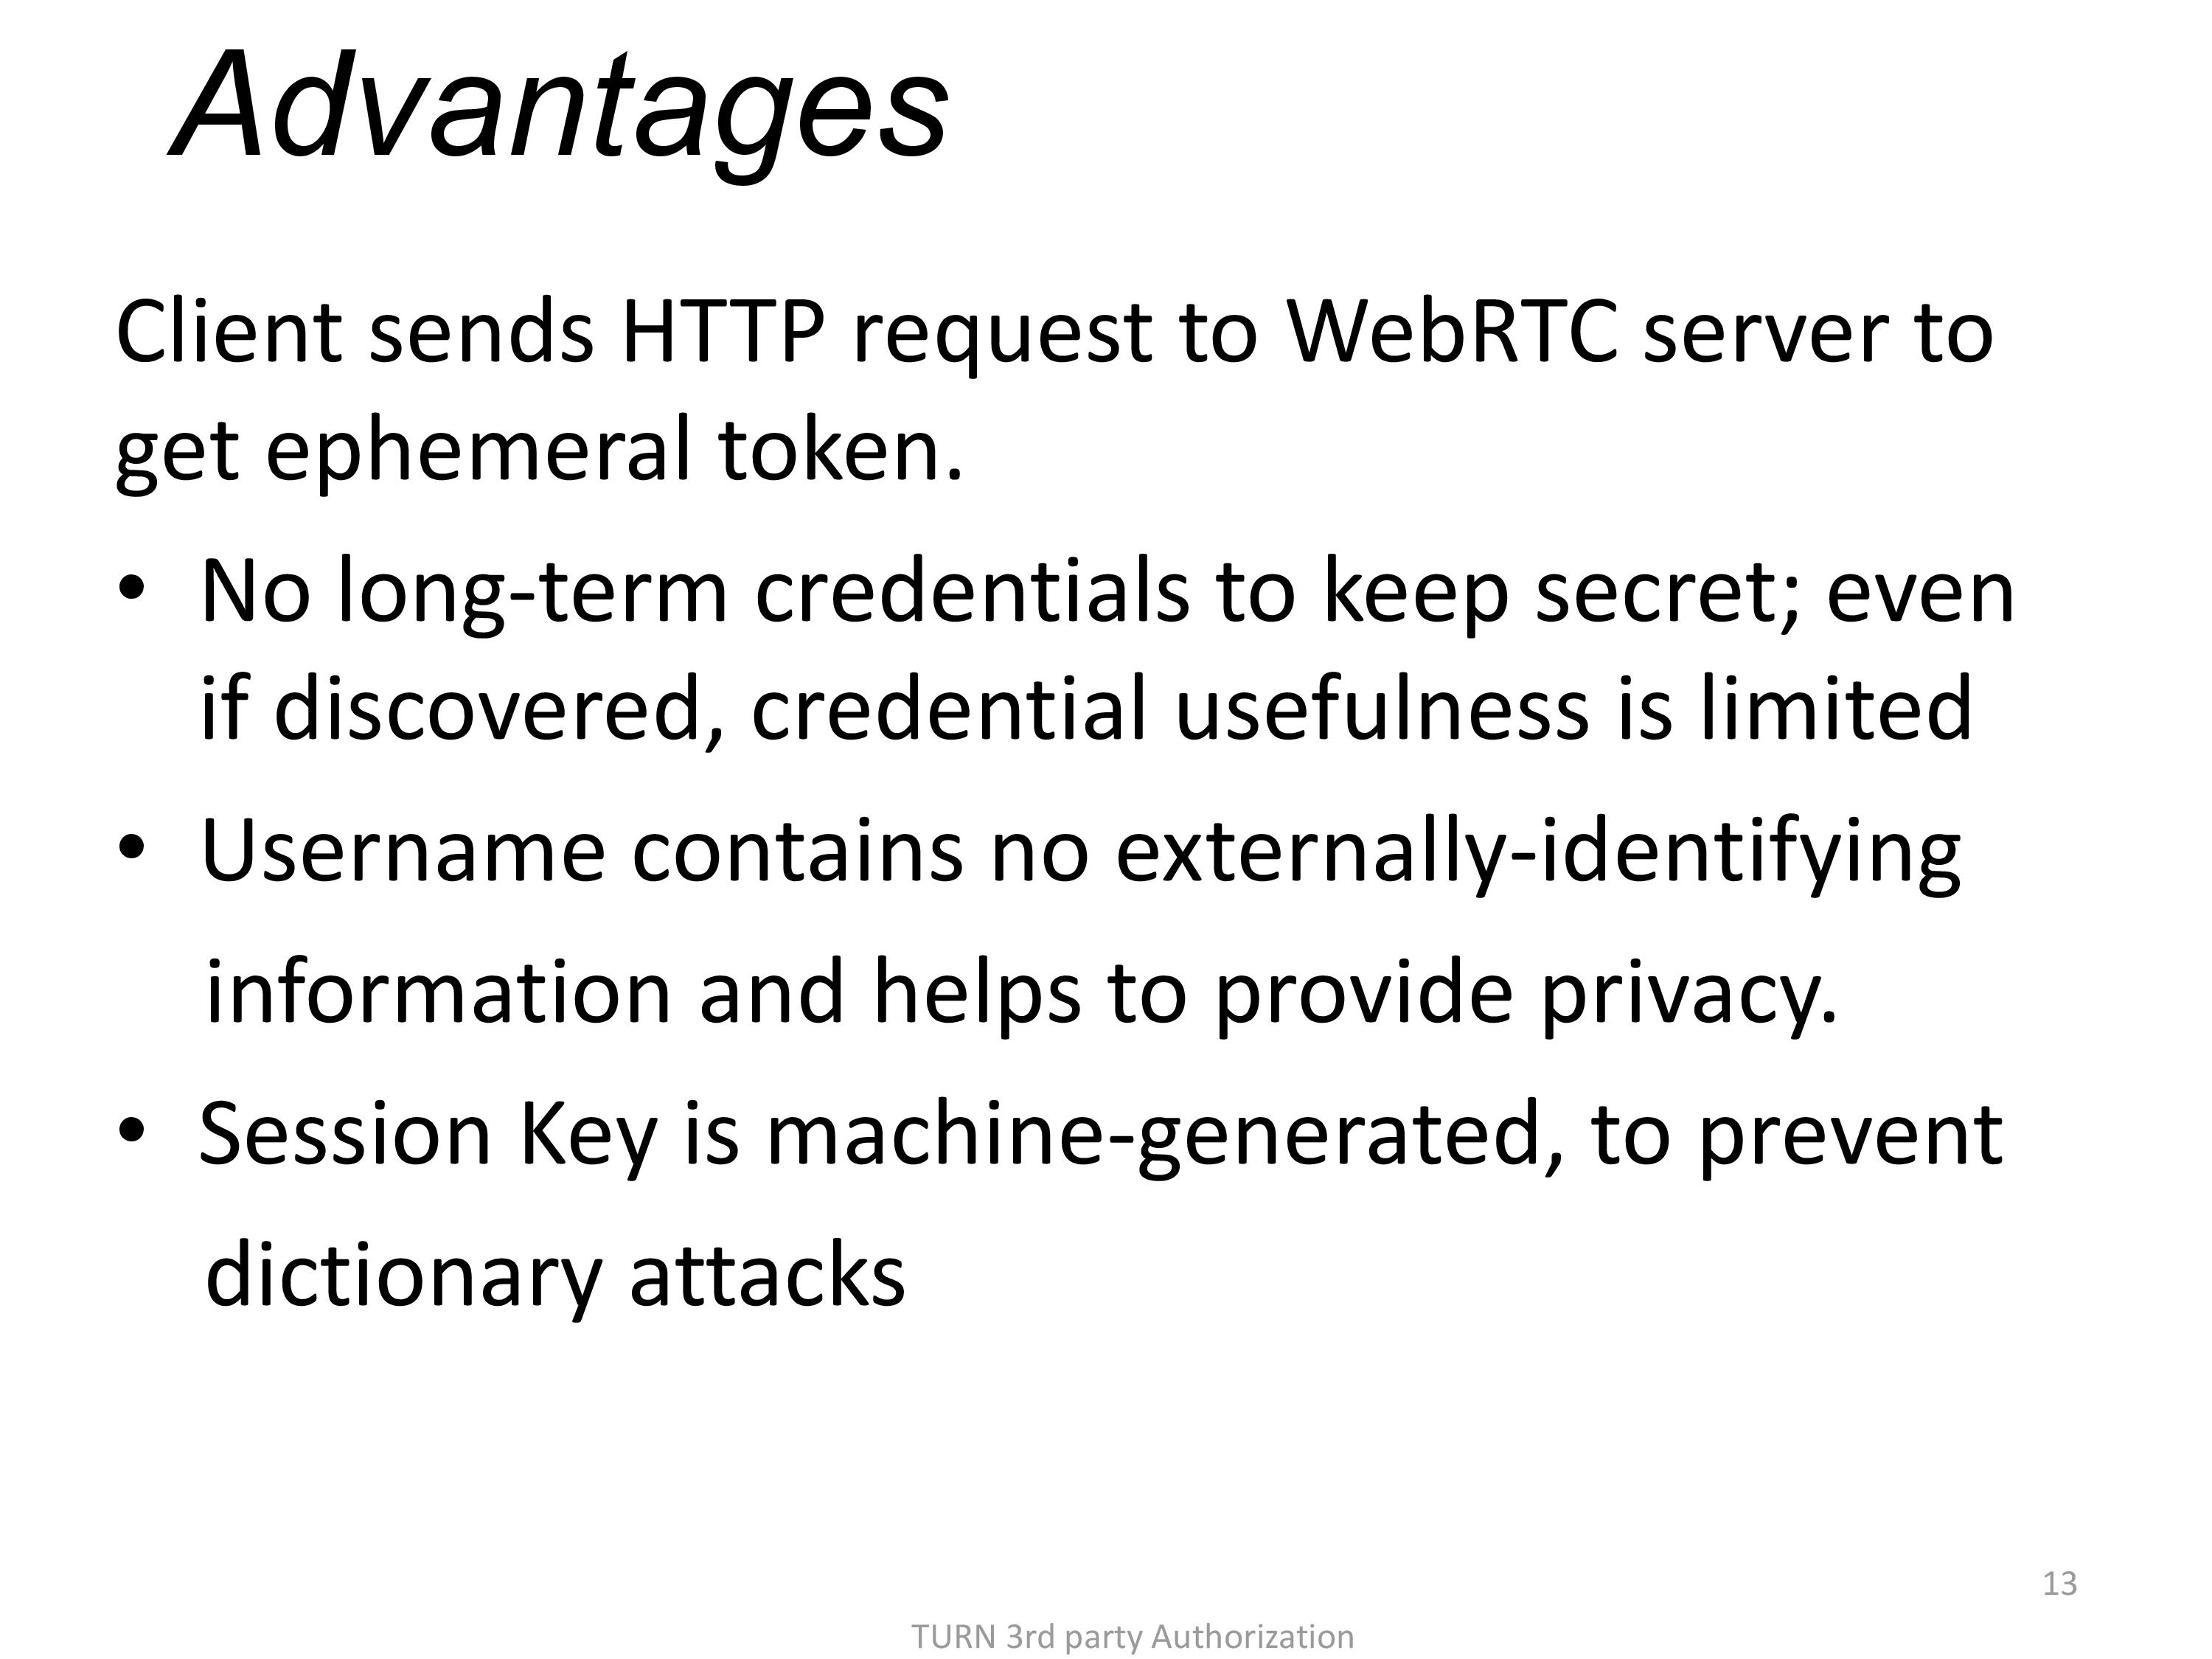 Advantages
Client sends HTTP request to WebRTC server to
get ephemeral token.
• No long-term credentials to keep secret; even
if discovered, credential usefulness is limited
• Username contains no externally-identifying
information and helps to provide privacy.
• Session Key is machine-generated, to prevent
dictionary attacks
13
TURN 3rd party Authorization